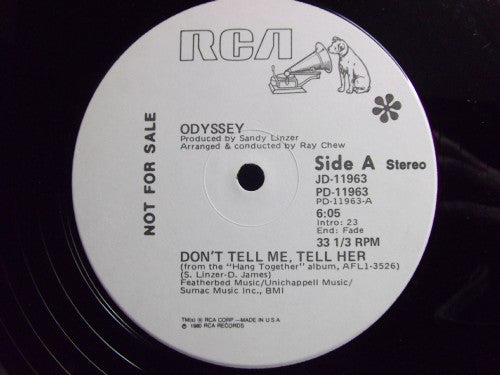 RCA
NOT FOR SALE
ODYSSEY
Produced by Sandy Linzer
Arranged & conducted by Ray Chew
Side A Stereo
JD-11963
PD-11963
PD-11963-A
6:05
Intro: 23
End: Fade
33 1/3 RPM
DON'T TELL ME, TELL HER
(from the "Hang Together" album, AFL1-3526)
(S. Linzer-D. James)
Featherbed Music/Unichappell Music/
Sumac Music Inc., BMI
TM(s) ® RCA CORP.—MADE IN U.S.A
℗ 1980 RCA RECORDS